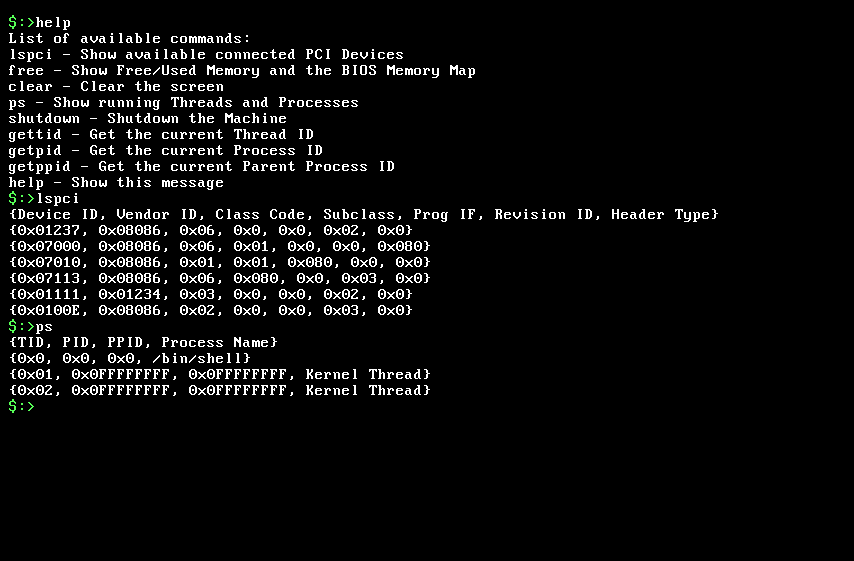 $:>help
List of available commands:
lspci - Show available connected PCI Devices
free - Show Free/Used Memory and the BIOS Memory Map
clear - Clear the screen
ps - Show running Threads and Processes
shutdown - Shutdown the Machine
gettid - Get the current Thread ID
getpid - Get the current Process ID
getppid - Get the current Parent Process ID
help - Show this message
$:>lspci
{Device ID, Vendor ID, Class Code, Subclass, Prog IF, Revision ID, Header Type}
{0x01237, 0x08086, 0x06, 0x0, 0x0, 0x02, 0x0}
{0x07000, 0x08086, 0x06, 0x01, 0x0, 0x0, 0x080}
{0x07010, 0x08086, 0x01, 0x01, 0x080, 0x0, 0x0}
{0x07113, 0x08086, 0x06, 0x080, 0x0, 0x03, 0x0}
{0x01111, 0x01234, 0x03, 0x0, 0x0, 0x02, 0x0}
{0x0100E, 0x08086, 0x02, 0x0, 0x0, 0x03, 0x0}
$:>ps
{TID, PID, PPID, Process Name}
{0x0, 0x0, 0x0, /bin/shell}
{0x01, 0x0FFFFFFFF, 0x0FFFFFFFF, Kernel Thread}
{0x02, 0x0FFFFFFFF, 0x0FFFFFFFF, Kernel Thread}
$:>